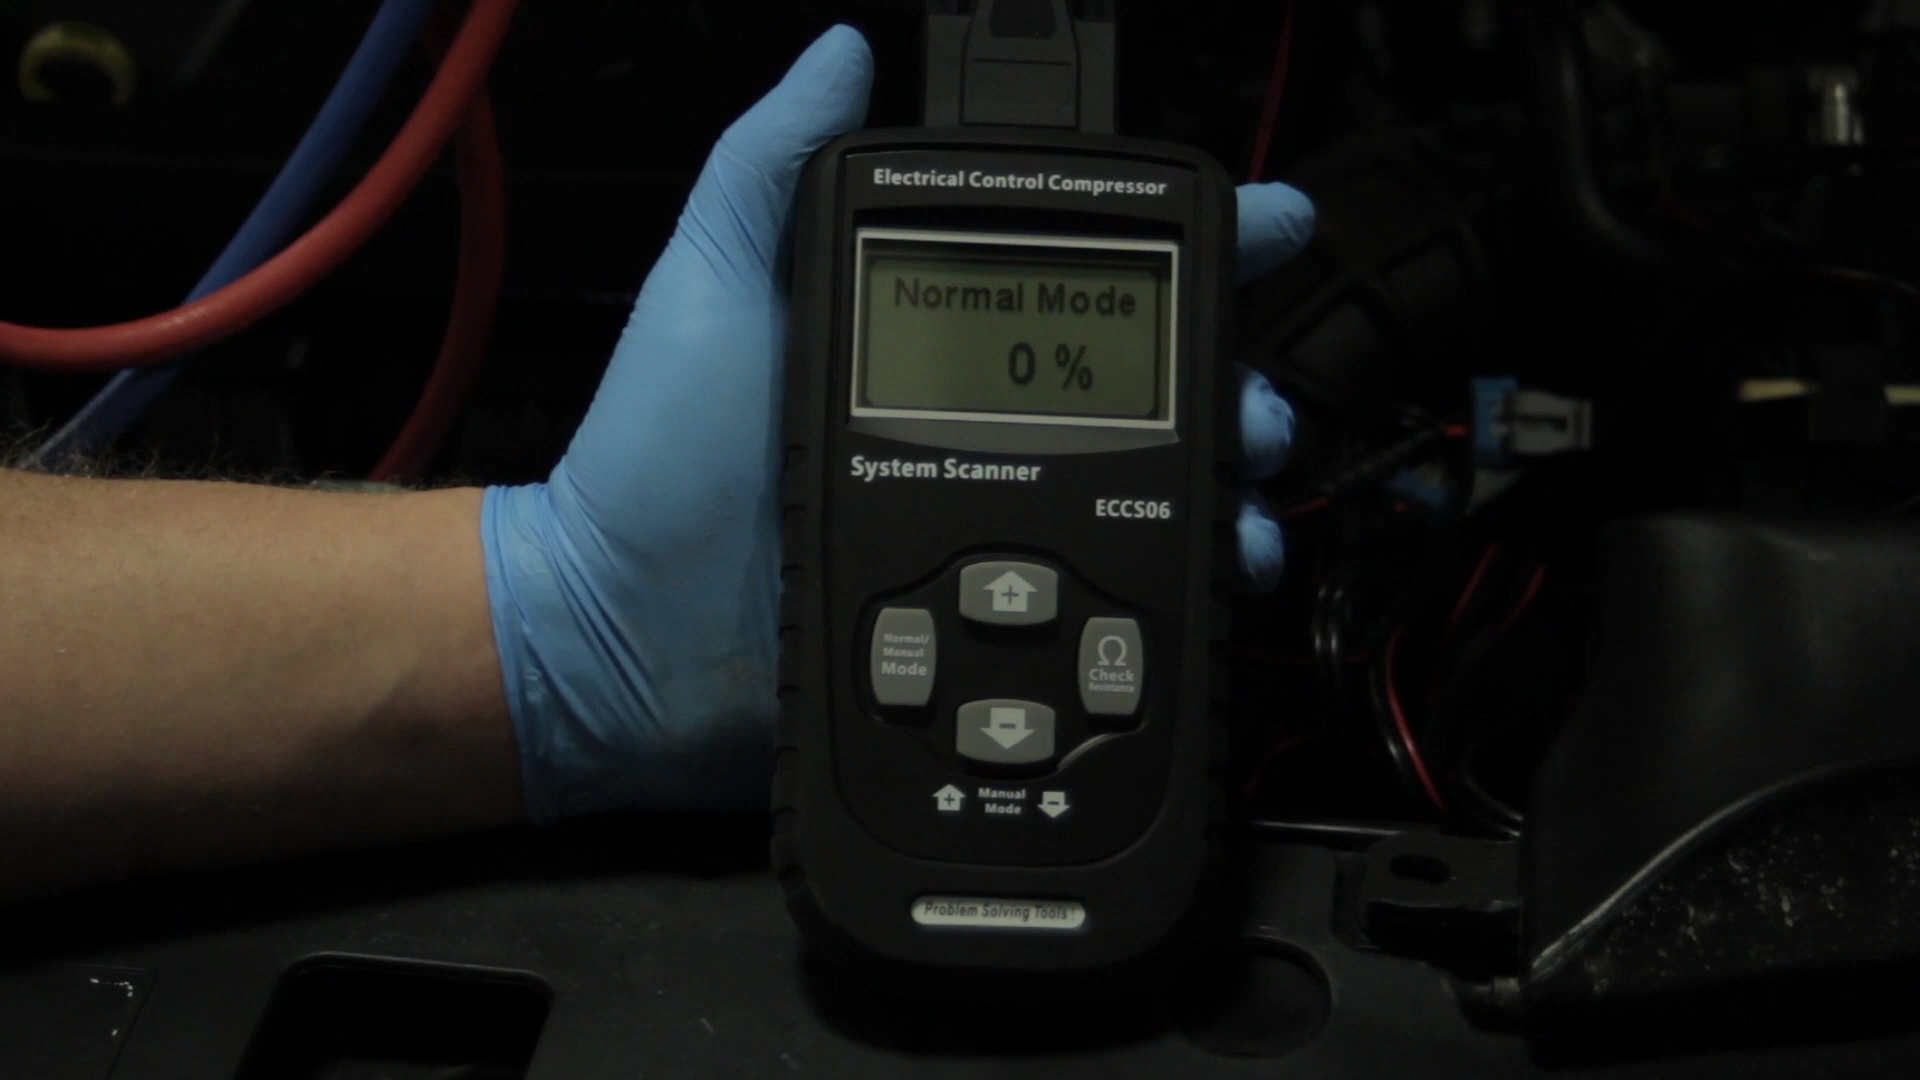 Electrical Control Compressor
Normal Mode
0 %
System Scanner
ECCS06
+
Normal/
Manual
Mode
Ω
Check
Resistance
-
+ Manual -
Mode
Problem Solving Tools !